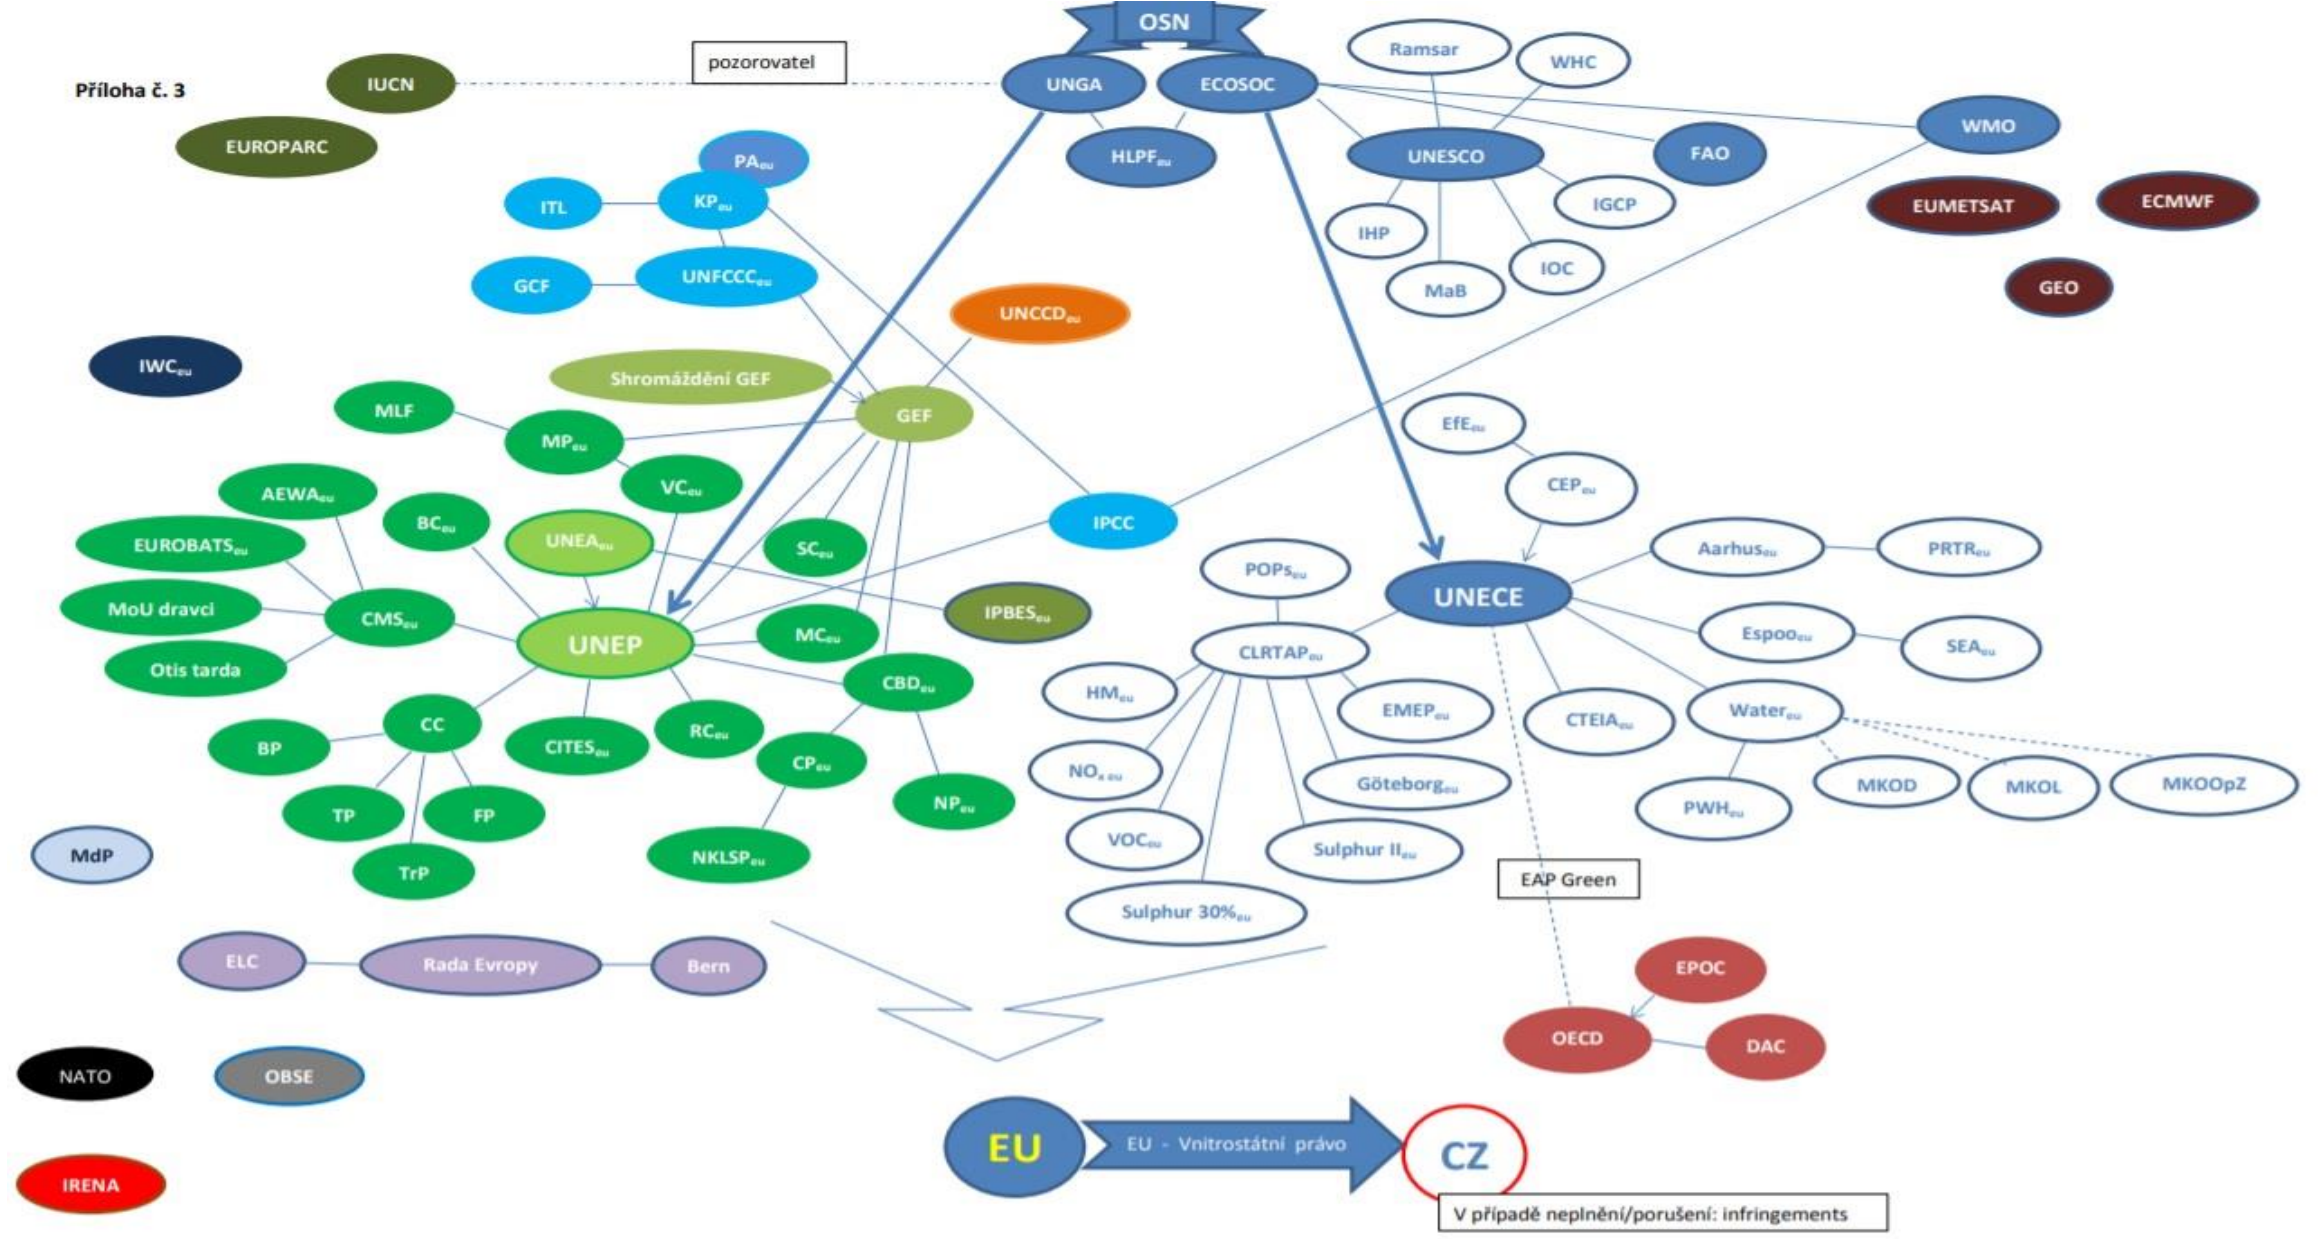 OSN
Příloha č. 3
IUCN
pozorovatel
UNGA
ECOSOC
Ramsar
WHC
EUROPARC
PAeu
HLPFeu
UNESCO
FAO
WMO
ITL
KPeu
IHP
IGCP
EUMETSAT
ECMWF
GCF
UNFCCCeu
MaB
IOC
GEO
UNCCDeu
IWCeu
Shromáždění GEF
MLF
MPeu
GEF
EfEeu
AEWAeu
BCeu
VCeu
CEPeu
EUROBATSeu
UNEAeu
SCeu
IPCC
POPseu
Aarhuseu
PRTReu
MoU dravci
CMSeu
UNEP
MCeu
IPBESeu
UNECE
Otis tarda
CBDeu
CLRTAPeu
Espooeu
SEAeu
BP
CC
CITESeu
RCeu
CPeu
HMeu
EMEPeu
CTEIAeu
Watereu
TP
FP
NPeu
NOx eu
Göteborgeu
PWHeu
MKOD
MKOL
MKOOpZ
MdP
TrP
NKLSPeu
VOCeu
Sulphur IIeu
EAP Green
Sulphur 30%eu
ELC
Rada Evropy
Bern
EPOC
OECD
DAC
NATO
OBSE
EU
EU - Vnitrostátní právo
CZ
IRENA
V případě neplnění/porušení: infringements